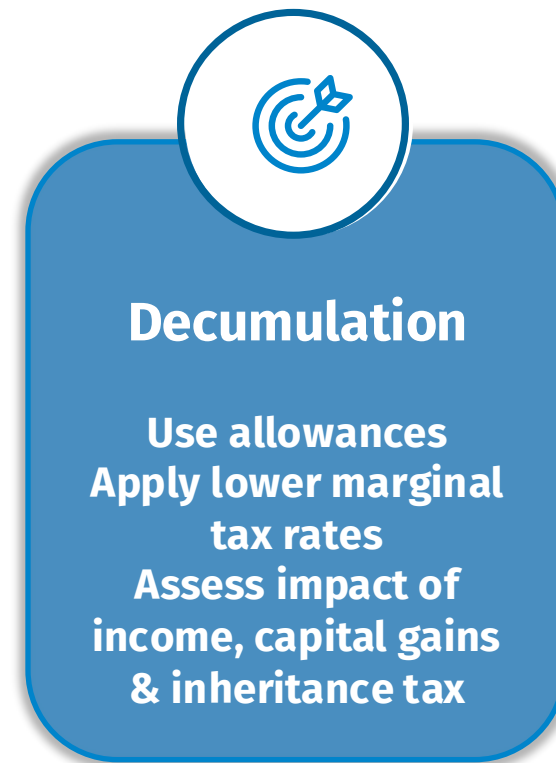 Decumulation
Use allowances
Apply lower marginal
tax rates
Assess impact of
income, capital gains
& inheritance tax